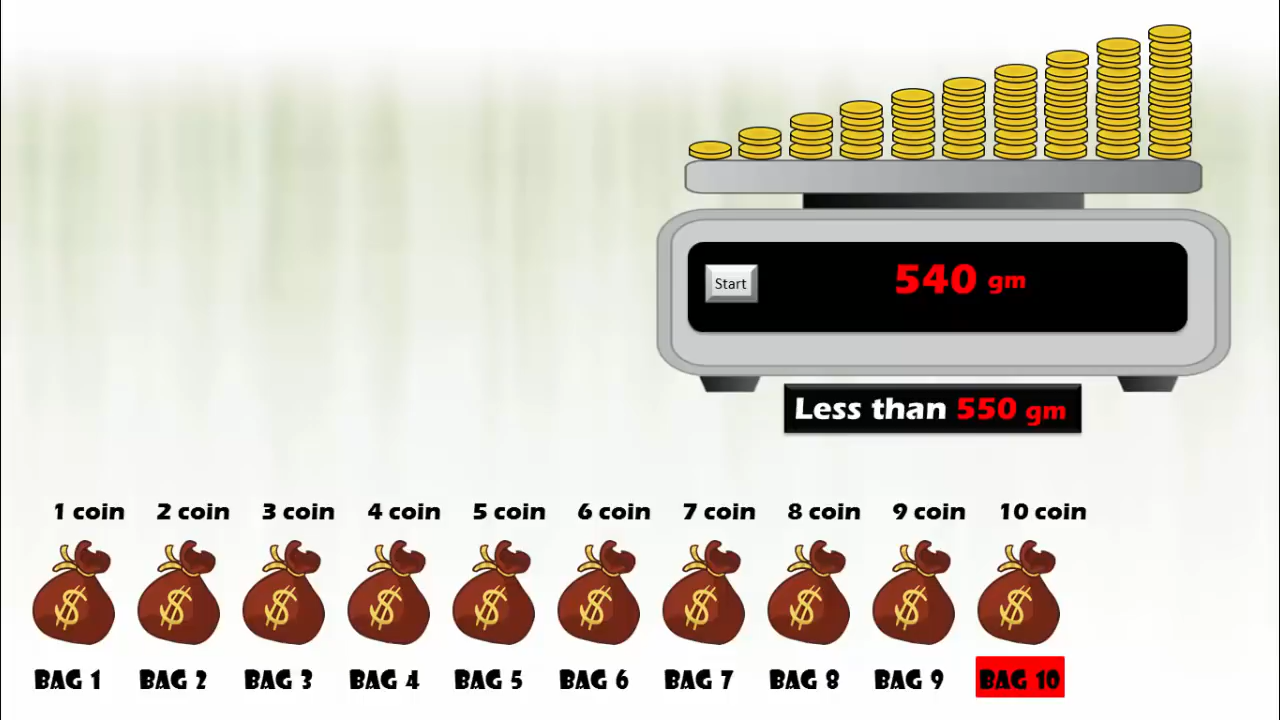 Start
540 gm
Less than 550 gm
1 coin 2 coin 3 coin 4 coin 5 coin 6 coin 7 coin 8 coin 9 coin 10 coin
$ $ $ $ $ $ $ $ $ $
BAG 1 BAG 2 BAG 3 BAG 4 BAG 5 BAG 6 BAG 7 BAG 8 BAG 9 BAG 10